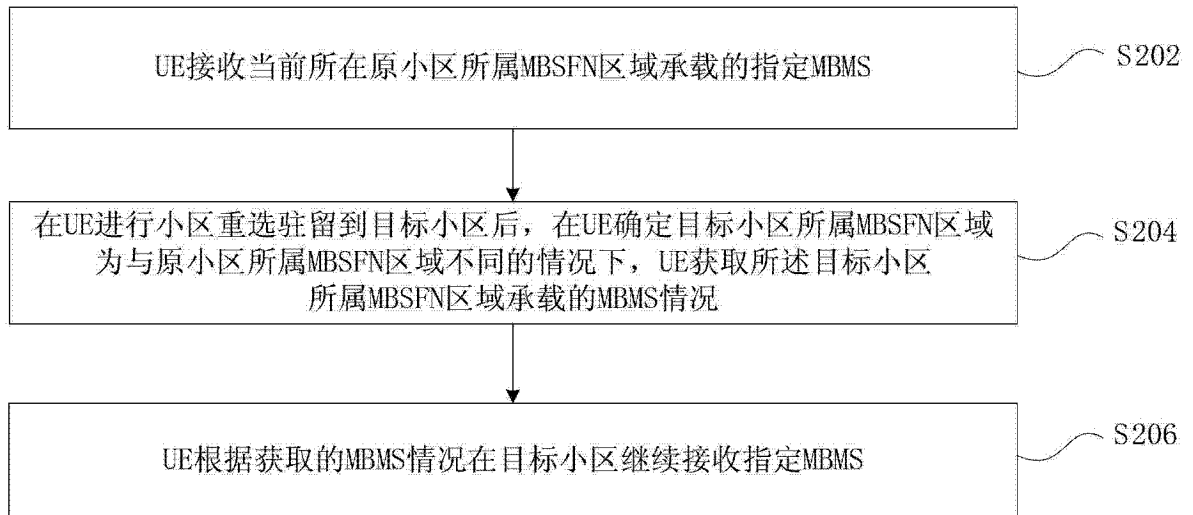 UE接收当前所在原小区所属MBSFN区域承载的指定MBMS
S202
在UE进行小区重选驻留到目标小区后，在UE确定目标小区所属MBSFN区域
为与原小区所属MBSFN区域不同的情况下，UE获取所述目标小区
所属MBSFN区域承载的MBMS情况
S204
UE根据获取的MBMS情况在目标小区继续接收指定MBMS
S206